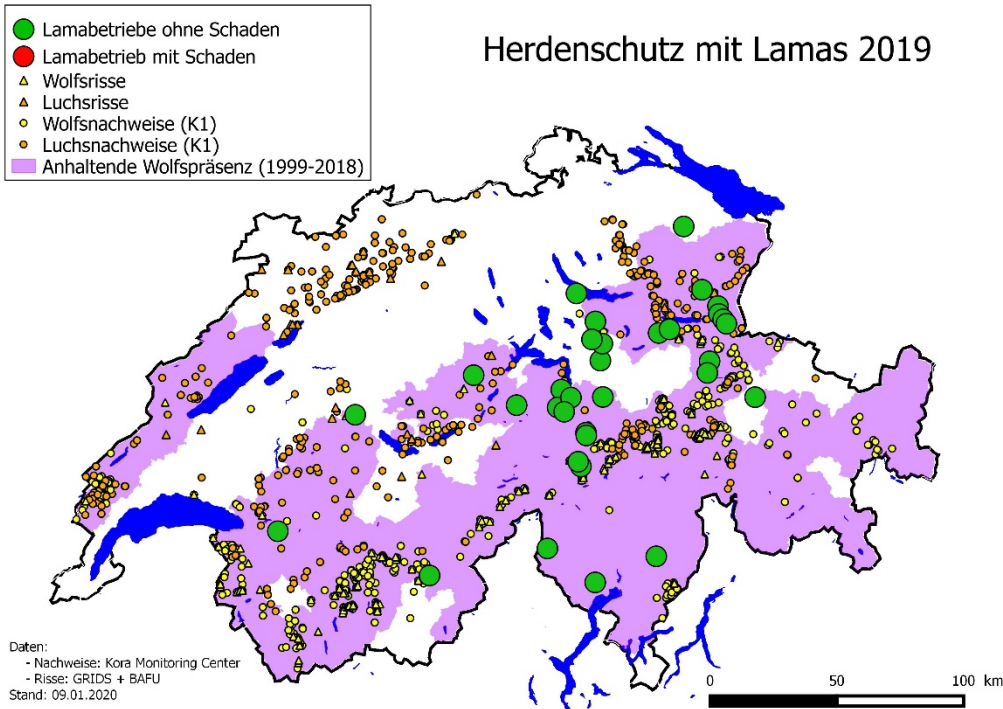 Herdenschutz mit Lamas 2019
Lamabetriebe ohne Schaden
Lamabetrieb mit Schaden
Wolfsrisse
Luchsrisse
Wolfsnachweise (K1)
Luchsnachweise (K1)
Anhaltende Wolfspräsenz (1999-2018)
Daten:
- Nachweise: Kora Monitoring Center
- Risse: GRIDS + BAFU
Stand: 09.01.2020
0 50 100 km